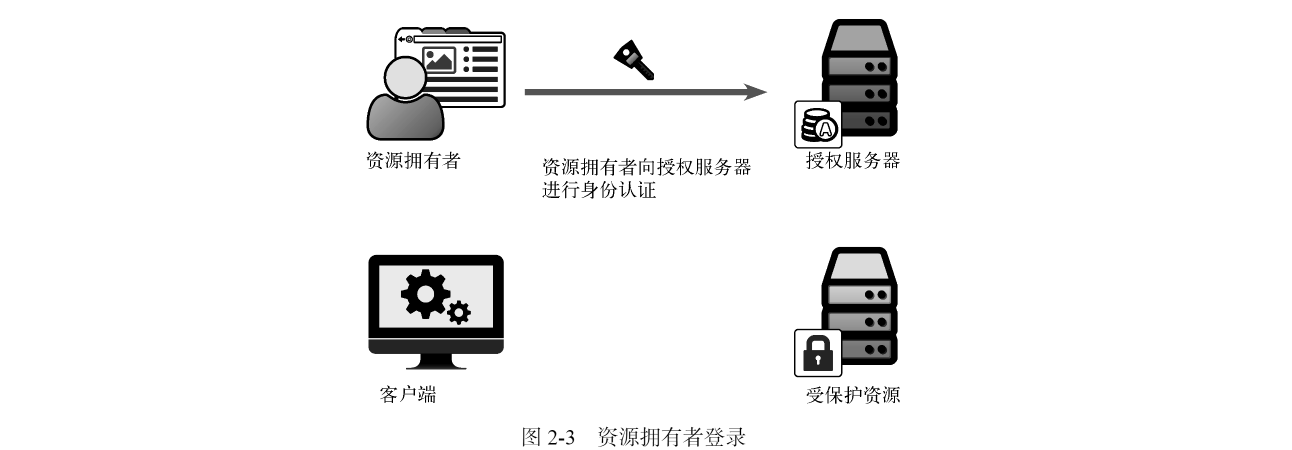 资源拥有者
资源拥有者向授权服务器
进行身份认证
授权服务器
客户端
受保护资源
图 2-3 资源拥有者登录